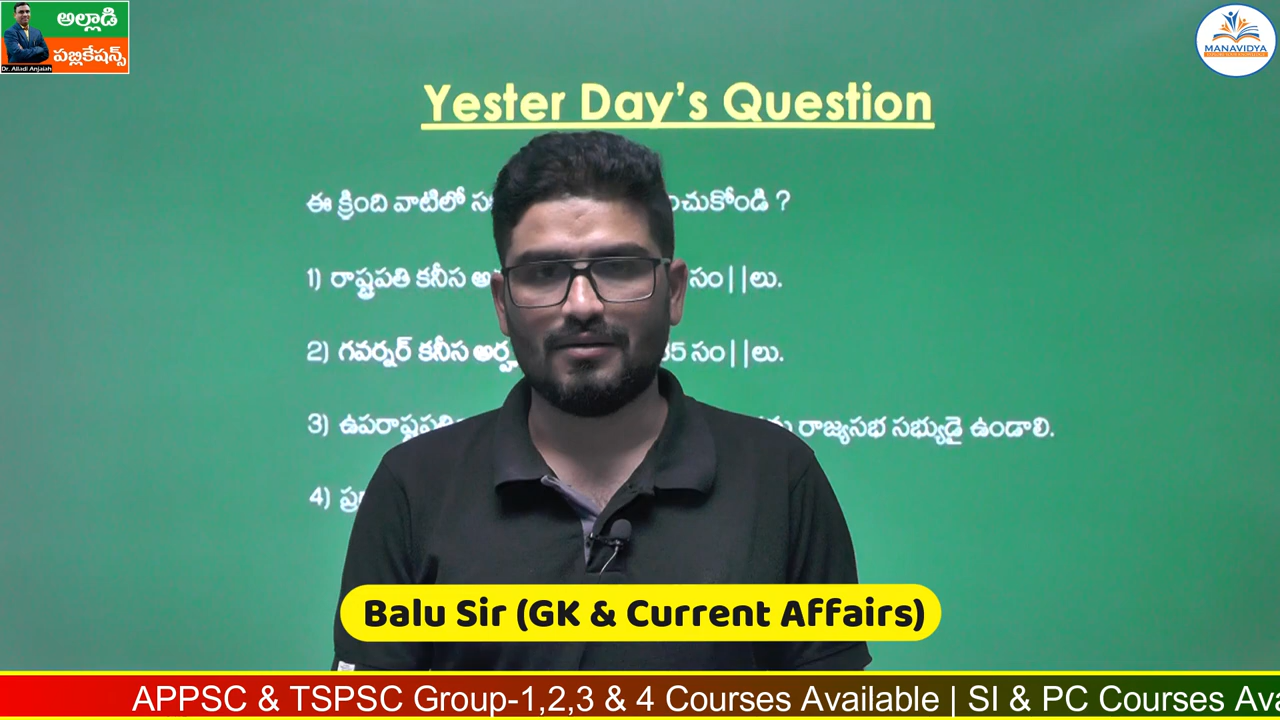 అల్లాడి
పబ్లికేషన్స్
Dr. Alladi Anjaiah
MANAVIDYA
Yester Day's Question
ఈ క్రింది వాటిలో స చుకోండి ?
1) రాష్ట్రపతి కనీస అ సం||లు.
2) గవర్నర్ కనీస అర్హ 35 సం||లు.
3) ఉపరాష్ట్రపతి రాజ్యసభ సభ్యుడై ఉండాలి.
4) ప్ర
Balu Sir (GK & Current Affairs)
APPSC & TSPSC Group-1,2,3 & 4 Courses Available | SI & PC Courses Ava